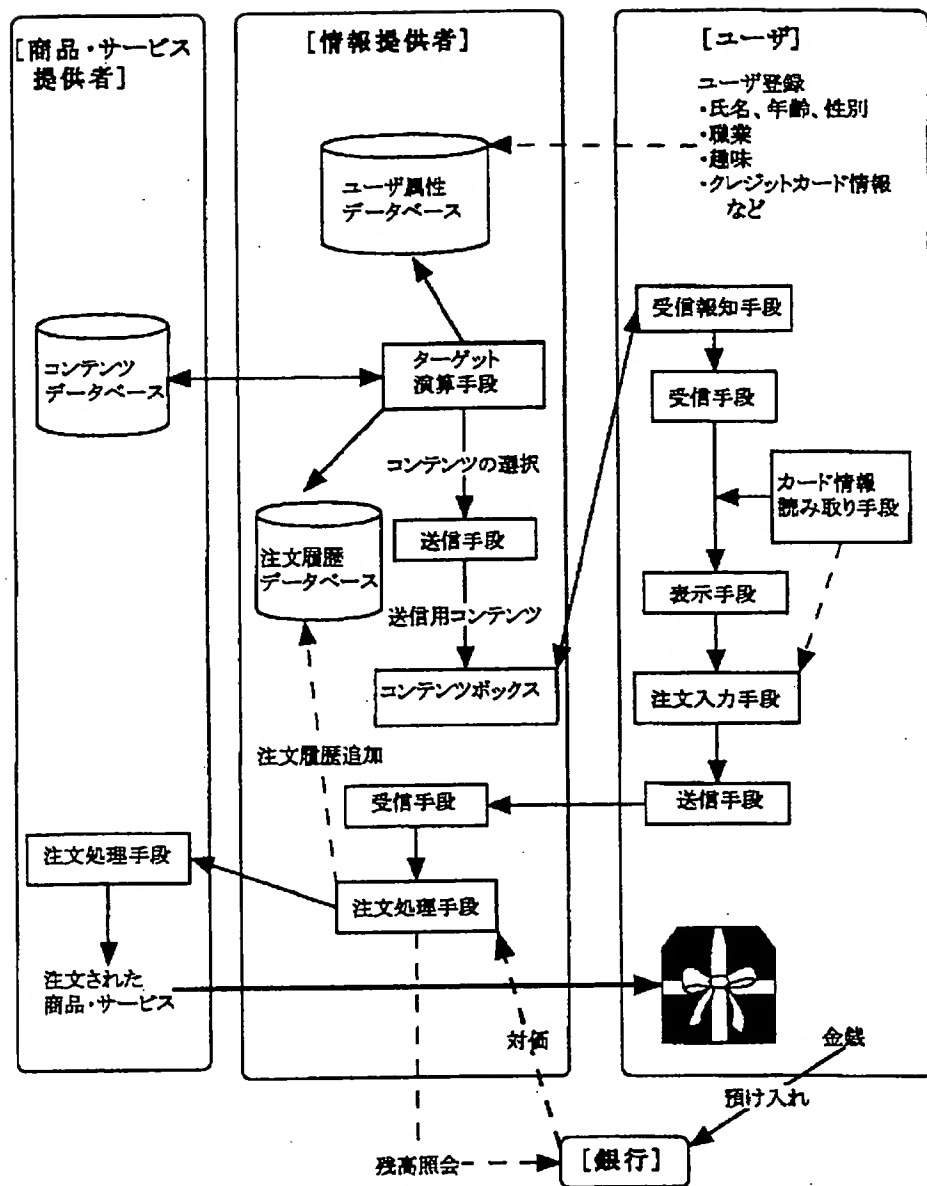 [商品・サービス
提供者]
コンテンツ
データベース
注文処理手段
注文された
商品・サービス
[情報提供者]
ユーザ属性
データベース
ターゲット
演算手段
コンテンツの選択
注文履歴
データベース
送信手段
送信用コンテンツ
コンテンツボックス
注文履歴追加
受信手段
注文処理手段
対価
残高照会
[ユーザ]
ユーザ登録
・氏名、年齢、性別
・職業
・趣味
・クレジットカード情報
など
受信報知手段
受信手段
カード情報
読み取り手段
表示手段
注文入力手段
送信手段
金銭
預け入れ
[銀行]